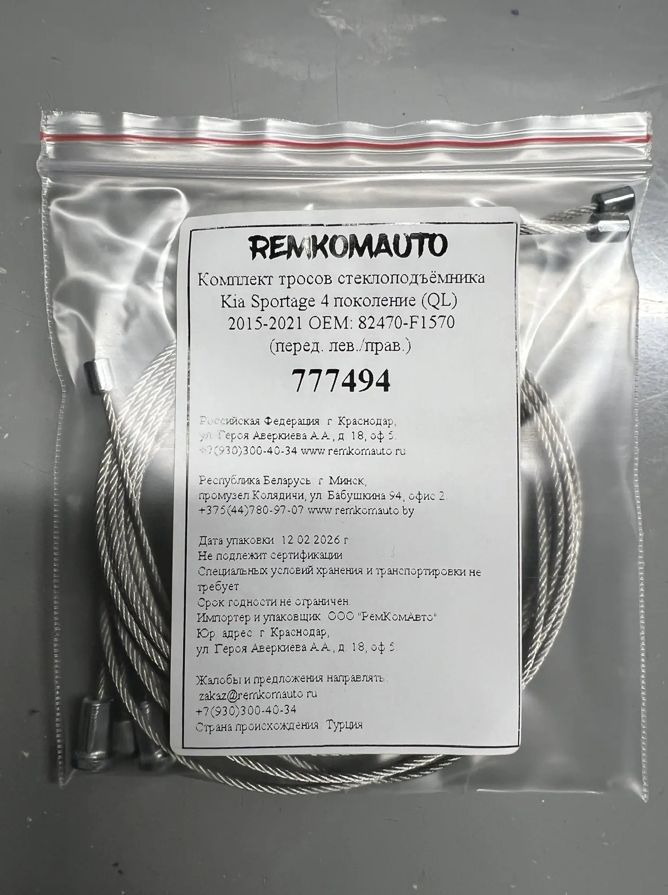 REMKOMAUTO
Комплект тросов стеклоподъёмника
Kia Sportage 4 поколение (QL)
2015-2021 OEM: 82470-F1570
(перед. лев./прав.)
777494
Российская Федерация г. Краснодар,
ул. Героя Аверкиева А.А., д. 18, оф 5.
+7(930)300-40-34 www.remkomauto.ru
Республика Беларусь г. Минск,
промузел Колядичи, ул. Бабушкина 94, офис 2.
+375(44)780-97-07 www.remkomauto.by
Дата упаковки 12.02.2026 г.
Не подлежит сертификации
Специальных условий хранения и транспортировки не
требует
Срок годности не ограничен.
Импортер и упаковщик ООО "РемКомАвто"
Юр. адрес г. Краснодар,
ул. Героя Аверкиева А.А., д. 18, оф 5.
Жалобы и предложения направлять:
zakaz@remkomauto.ru
+7(930)300-40-34
Страна происхождения Турция